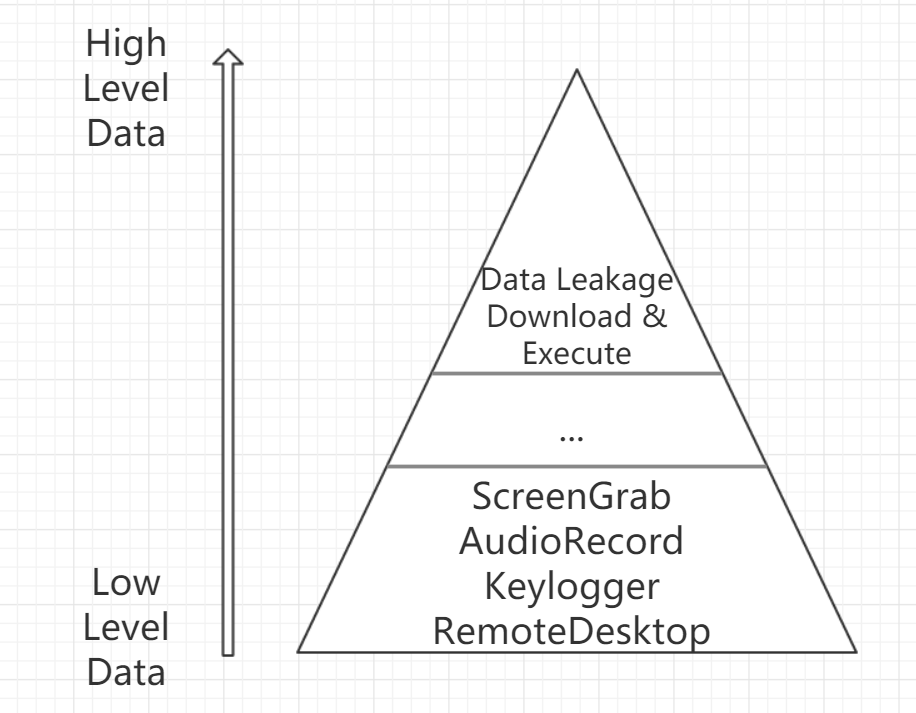 High
Level
Data
Data Leakage
Download &
Execute
...
ScreenGrab
AudioRecord
Keylogger
RemoteDesktop
Low
Level
Data